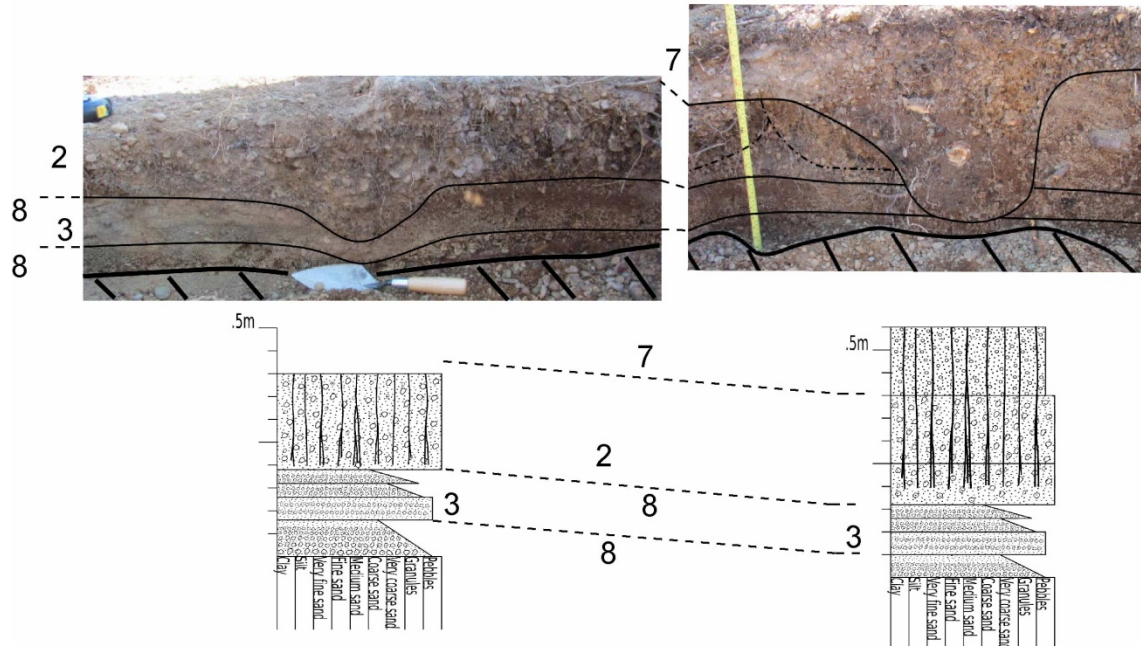 7
2
8
3
8
.5m
7
2
3
8
8
Clay
Silt
Very fine sand
Fine sand
Medium sand
Coarse sand
Very coarse sand
Granules
Pebbles
.5m
3
Clay
Silt
Very fine sand
Fine sand
Medium sand
Coarse sand
Very coarse sand
Granules
Pebbles